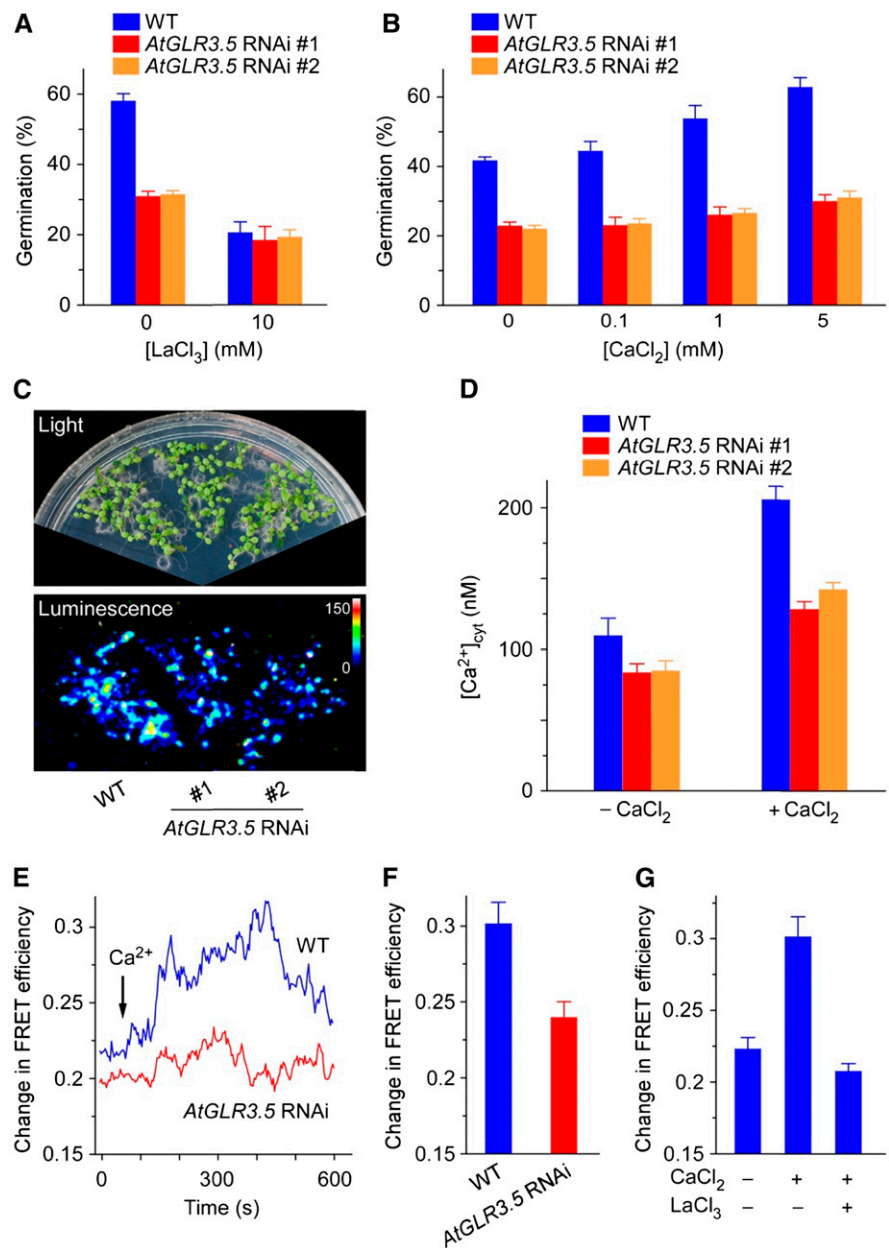 A
WT
AtGLR3.5 RNAi #1
AtGLR3.5 RNAi #2
Germination (%)
60
40
20
0
0
10
[LaCl₃] (mM)
B
WT
AtGLR3.5 RNAi #1
AtGLR3.5 RNAi #2
Germination (%)
60
40
20
0
0
0.1
1
5
[CaCl₂] (mM)
C
Light
Luminescence
150
0
WT
#1
#2
AtGLR3.5 RNAi
D
WT
AtGLR3.5 RNAi #1
AtGLR3.5 RNAi #2
[Ca²⁺]cyt (nM)
200
100
0
– CaCl₂
+ CaCl₂
E
Change in FRET efficiency
0.3
0.25
0.2
0.15
Ca²⁺
WT
AtGLR3.5 RNAi
0
300
600
Time (s)
F
Change in FRET efficiency
0.3
0.25
0.2
0.15
WT
AtGLR3.5 RNAi
G
Change in FRET efficiency
0.3
0.25
0.2
0.15
CaCl₂ – + +
LaCl₃ – – +